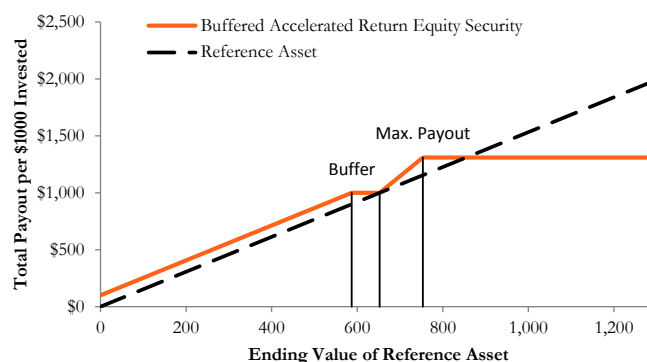 $2,500
Buffered Accelerated Return Equity Security
Reference Asset
$2,000
Max. Payout
$1,500
Buffer
$1,000
$500
$0
0 200 400 600 800 1,000 1,200
Total Payout per $1000 Invested
Ending Value of Reference Asset